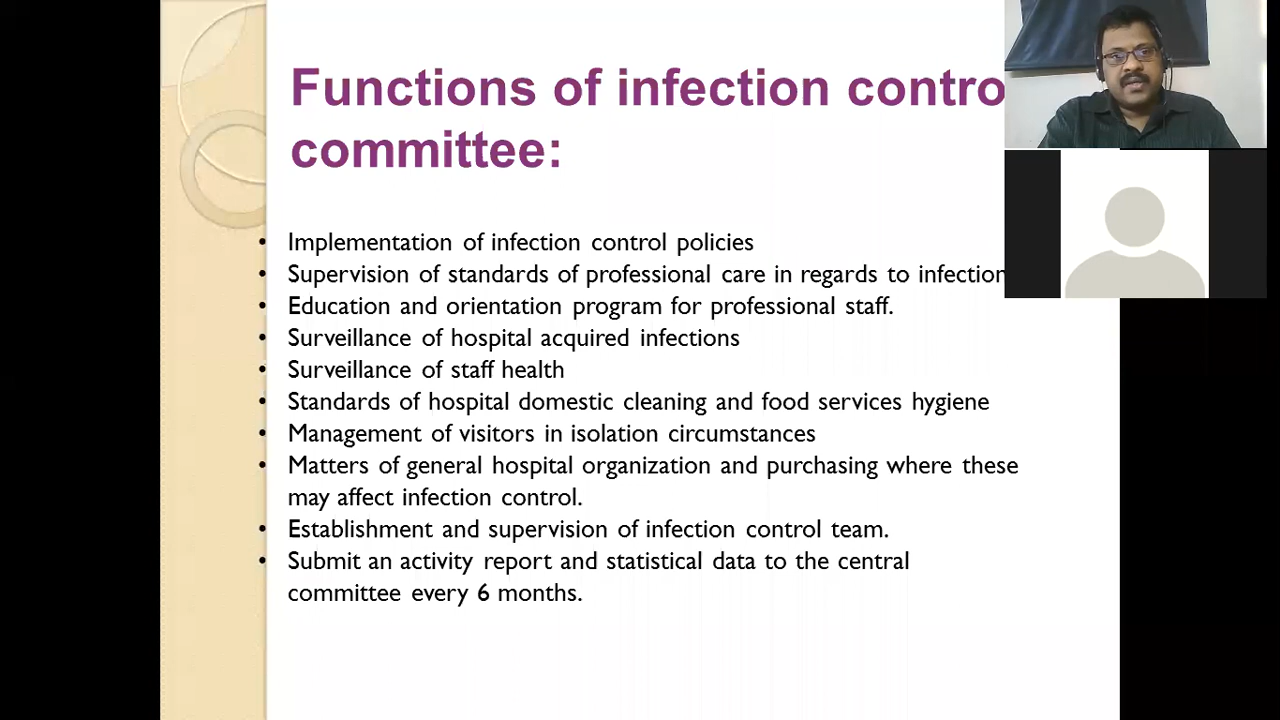 Functions of infection contro
committee:
• Implementation of infection control policies
• Supervision of standards of professional care in regards to infection
• Education and orientation program for professional staff.
• Surveillance of hospital acquired infections
• Surveillance of staff health
• Standards of hospital domestic cleaning and food services hygiene
• Management of visitors in isolation circumstances
• Matters of general hospital organization and purchasing where these
may affect infection control.
• Establishment and supervision of infection control team.
• Submit an activity report and statistical data to the central
committee every 6 months.